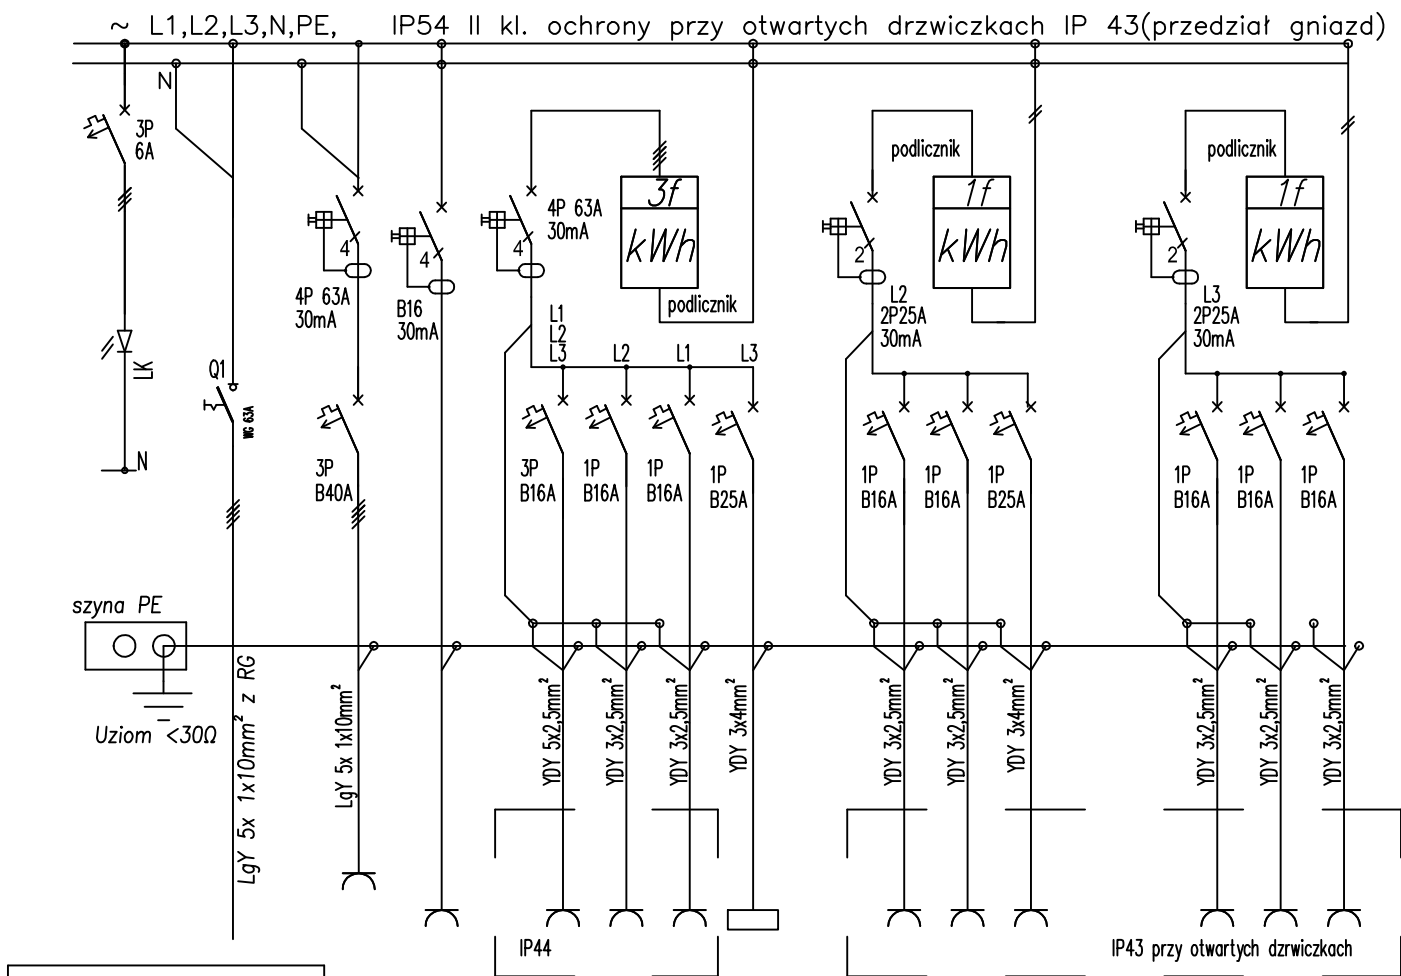 ~ L1,L2,L3,N,PE, IP54 II kl. ochrony przy otwartych drzwiczkach IP 43(przedział gniazd)
N
3P
6A
LK
N
Q1
WG 63A
4P 63A
30mA
4
3P
B40A
4
B16
30mA
4
4P 63A
30mA
3f
kWh
podlicznik
L1
L2
L3
L2
L1
L3
3P
B16A
1P
B16A
1P
B16A
1P
B25A
podlicznik
1f
kWh
2
L2
2P25A
30mA
1P
B16A
1P
B16A
1P
B25A
podlicznik
1f
kWh
2
L3
2P25A
30mA
1P
B16A
1P
B16A
1P
B16A
szyna PE
Uziom <30Ω
LgY 5x 1x10mm² z RG
LgY 5x 1x10mm²
YDY 5x2,5mm²
YDY 3x2,5mm²
YDY 3x2,5mm²
YDY 3x4mm²
YDY 3x2,5mm²
YDY 3x2,5mm²
YDY 3x4mm²
YDY 3x2,5mm²
YDY 3x2,5mm²
YDY 3x2,5mm²
IP44
IP43 przy otwartych dzrwiczkach